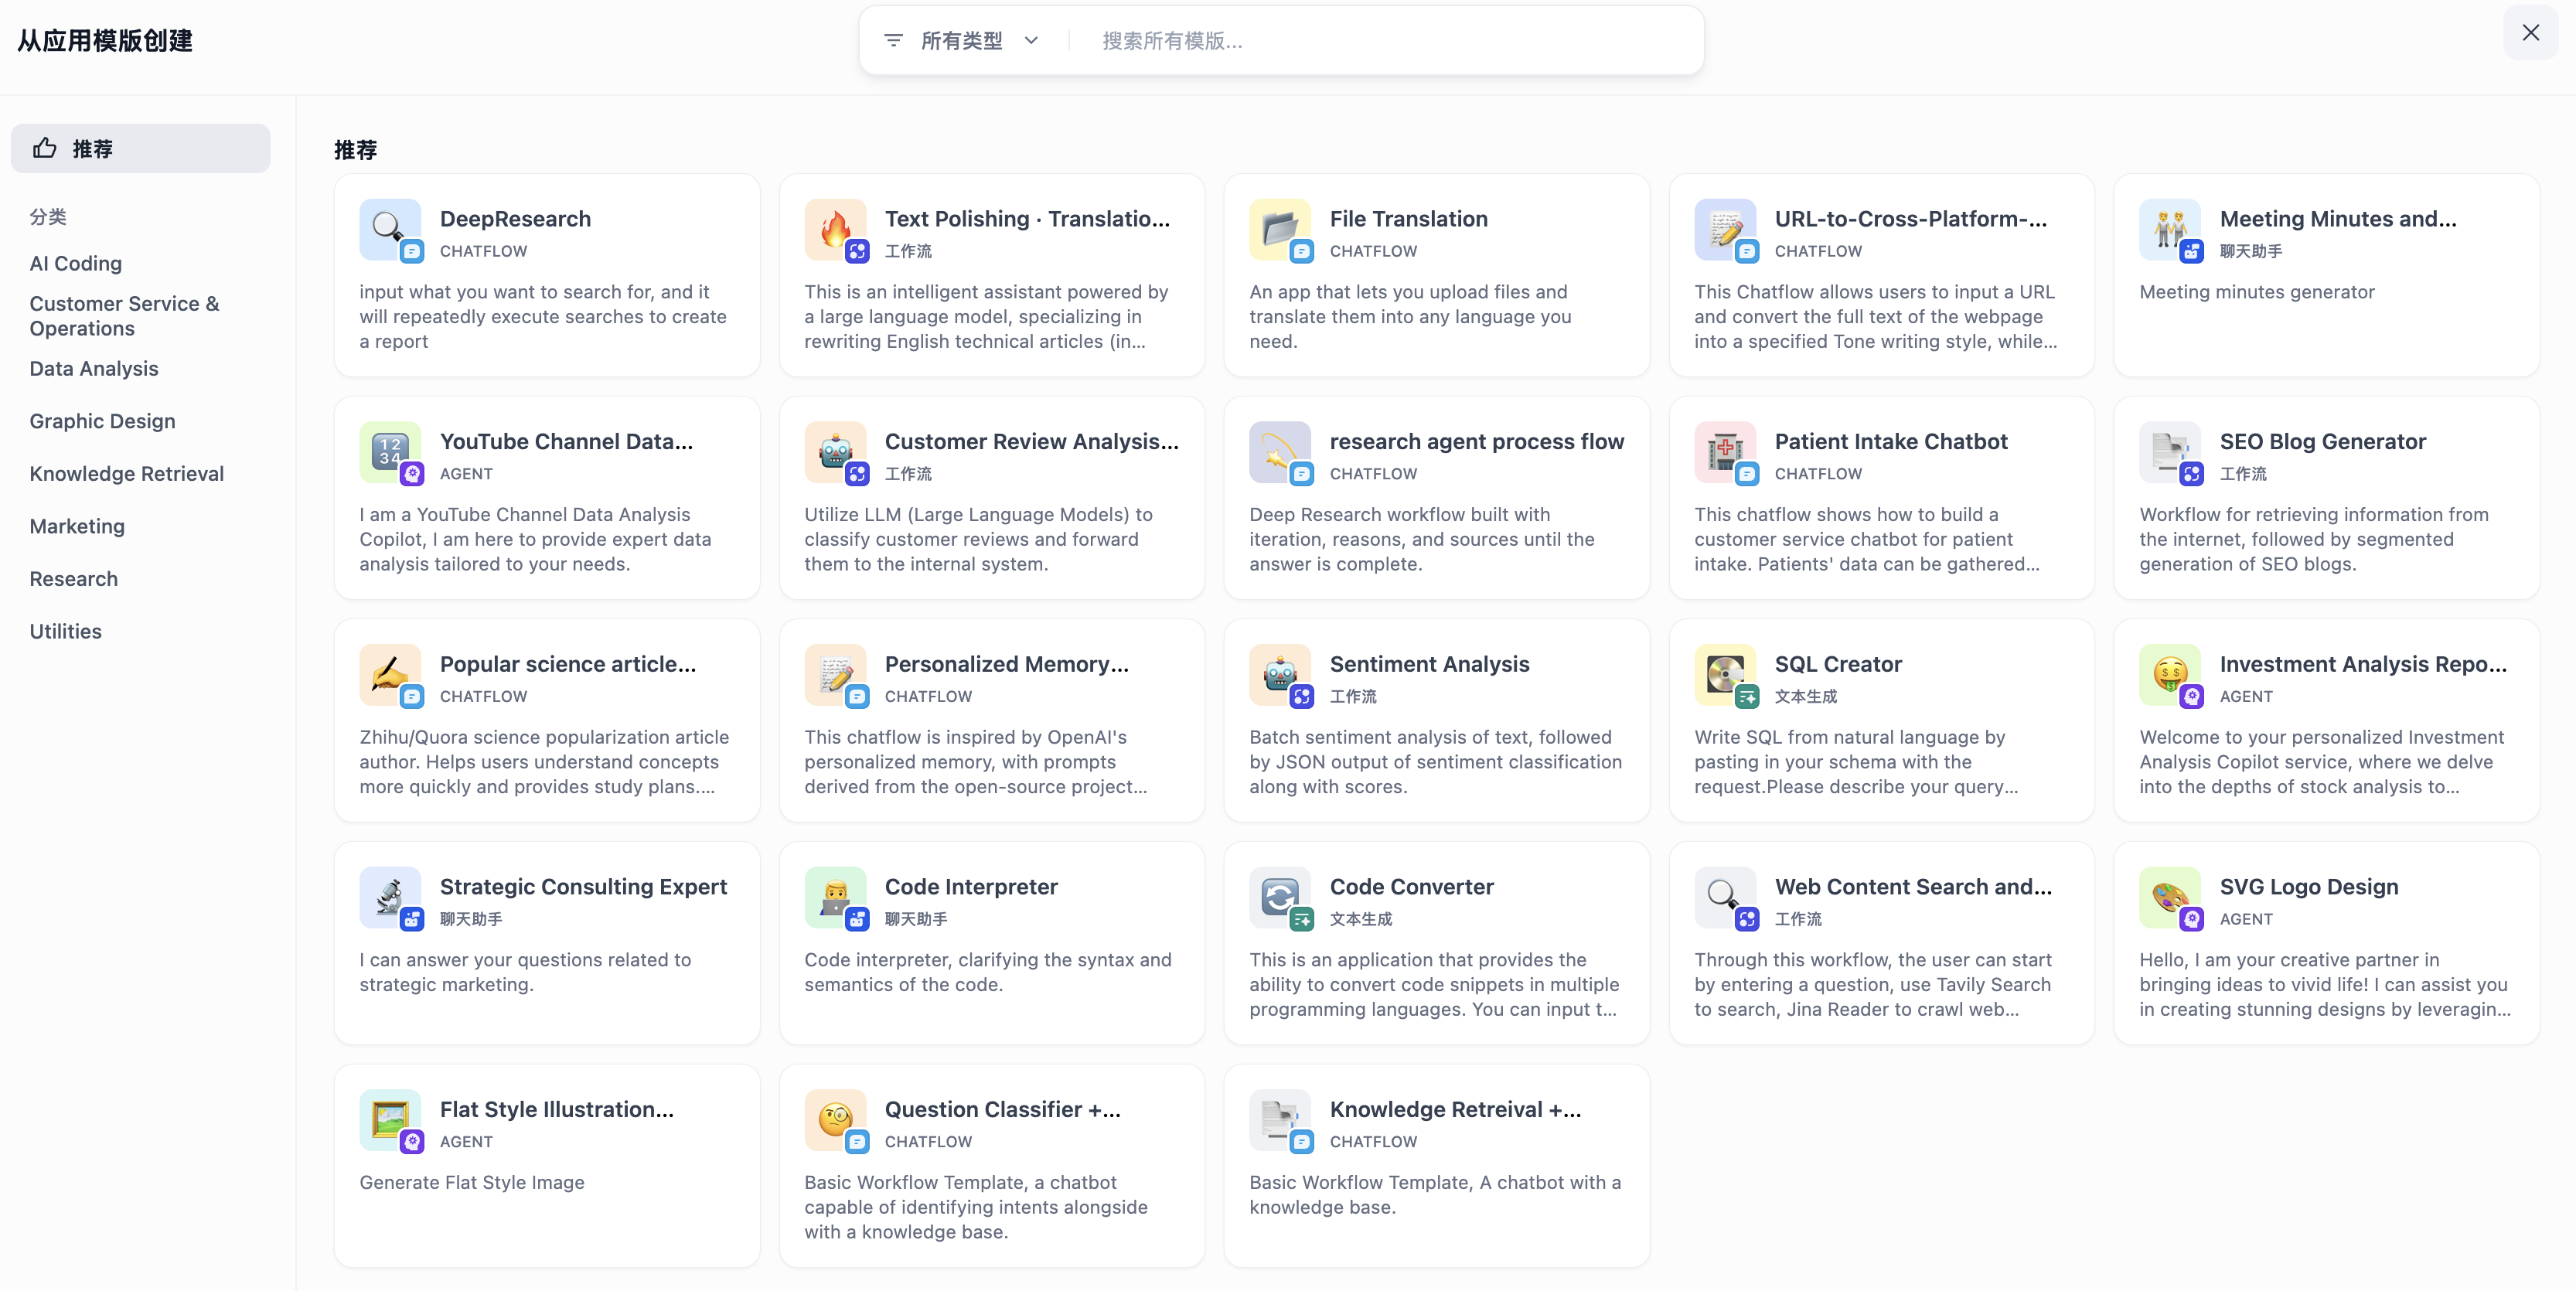 从应用模版创建
所有类型
搜索所有模版...
推荐
分类
AI Coding
Customer Service &
Operations
Data Analysis
Graphic Design
Knowledge Retrieval
Marketing
Research
Utilities
推荐
DeepResearch
CHATFLOW
input what you want to search for, and it
will repeatedly execute searches to create
a report
Text Polishing · Translatio...
工作流
This is an intelligent assistant powered by
a large language model, specializing in
rewriting English technical articles (in...
File Translation
CHATFLOW
An app that lets you upload files and
translate them into any language you
need.
URL-to-Cross-Platform-...
CHATFLOW
This Chatflow allows users to input a URL
and convert the full text of the webpage
into a specified Tone writing style, while...
Meeting Minutes and...
聊天助手
Meeting minutes generator
1 2
3 4
YouTube Channel Data...
AGENT
I am a YouTube Channel Data Analysis
Copilot, I am here to provide expert data
analysis tailored to your needs.
Customer Review Analysis...
工作流
Utilize LLM (Large Language Models) to
classify customer reviews and forward
them to the internal system.
research agent process flow
CHATFLOW
Deep Research workflow built with
iteration, reasons, and sources until the
answer is complete.
Patient Intake Chatbot
CHATFLOW
This chatflow shows how to build a
customer service chatbot for patient
intake. Patients' data can be gathered...
SEO Blog Generator
工作流
Workflow for retrieving information from
the internet, followed by segmented
generation of SEO blogs.
Popular science article...
CHATFLOW
Zhihu/Quora science popularization article
author. Helps users understand concepts
more quickly and provides study plans....
Personalized Memory...
CHATFLOW
This chatflow is inspired by OpenAI's
personalized memory, with prompts
derived from the open-source project...
Sentiment Analysis
工作流
Batch sentiment analysis of text, followed
by JSON output of sentiment classification
along with scores.
SQL Creator
文本生成
Write SQL from natural language by
pasting in your schema with the
request.Please describe your query...
Investment Analysis Repo...
AGENT
Welcome to your personalized Investment
Analysis Copilot service, where we delve
into the depths of stock analysis to...
Strategic Consulting Expert
聊天助手
I can answer your questions related to
strategic marketing.
Code Interpreter
聊天助手
Code interpreter, clarifying the syntax and
semantics of the code.
Code Converter
文本生成
This is an application that provides the
ability to convert code snippets in multiple
programming languages. You can input t...
Web Content Search and...
工作流
Through this workflow, the user can start
by entering a question, use Tavily Search
to search, Jina Reader to crawl web...
SVG Logo Design
AGENT
Hello, I am your creative partner in
bringing ideas to vivid life! I can assist you
in creating stunning designs by leveragin...
Flat Style Illustration...
AGENT
Generate Flat Style Image
Question Classifier +...
CHATFLOW
Basic Workflow Template, a chatbot
capable of identifying intents alongside
with a knowledge base.
Knowledge Retreival +...
CHATFLOW
Basic Workflow Template, A chatbot with a
knowledge base.